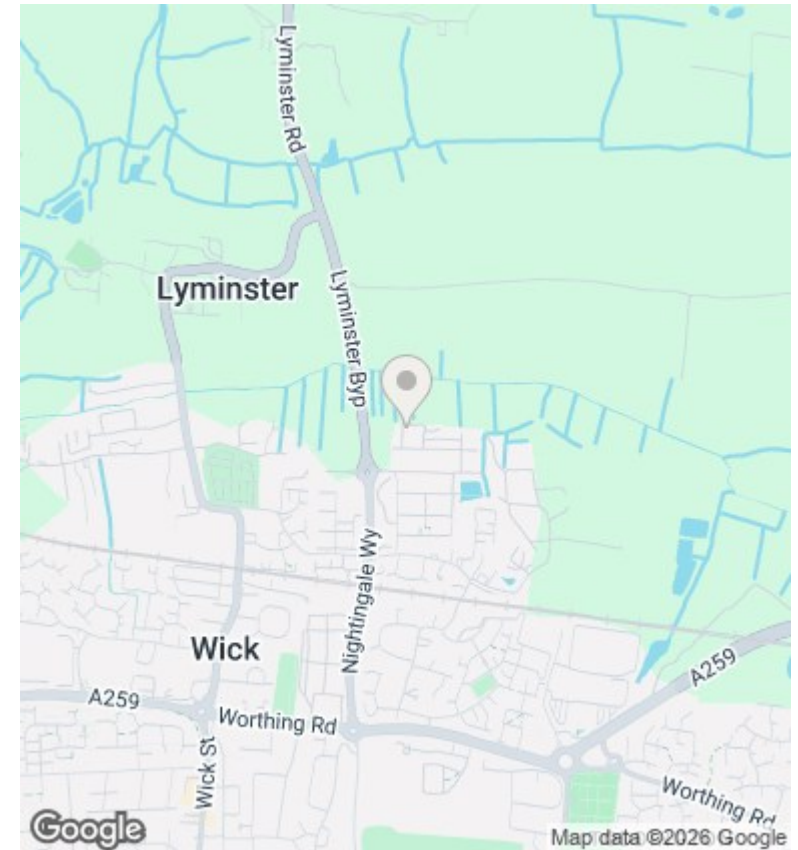 Lyminster Rd
Lyminster
Lyminster Byp
Nightingale Wy
Wick
A259
A259
Worthing Rd
Wick St
Worthing Rd
Google
Map data ©2026 Google